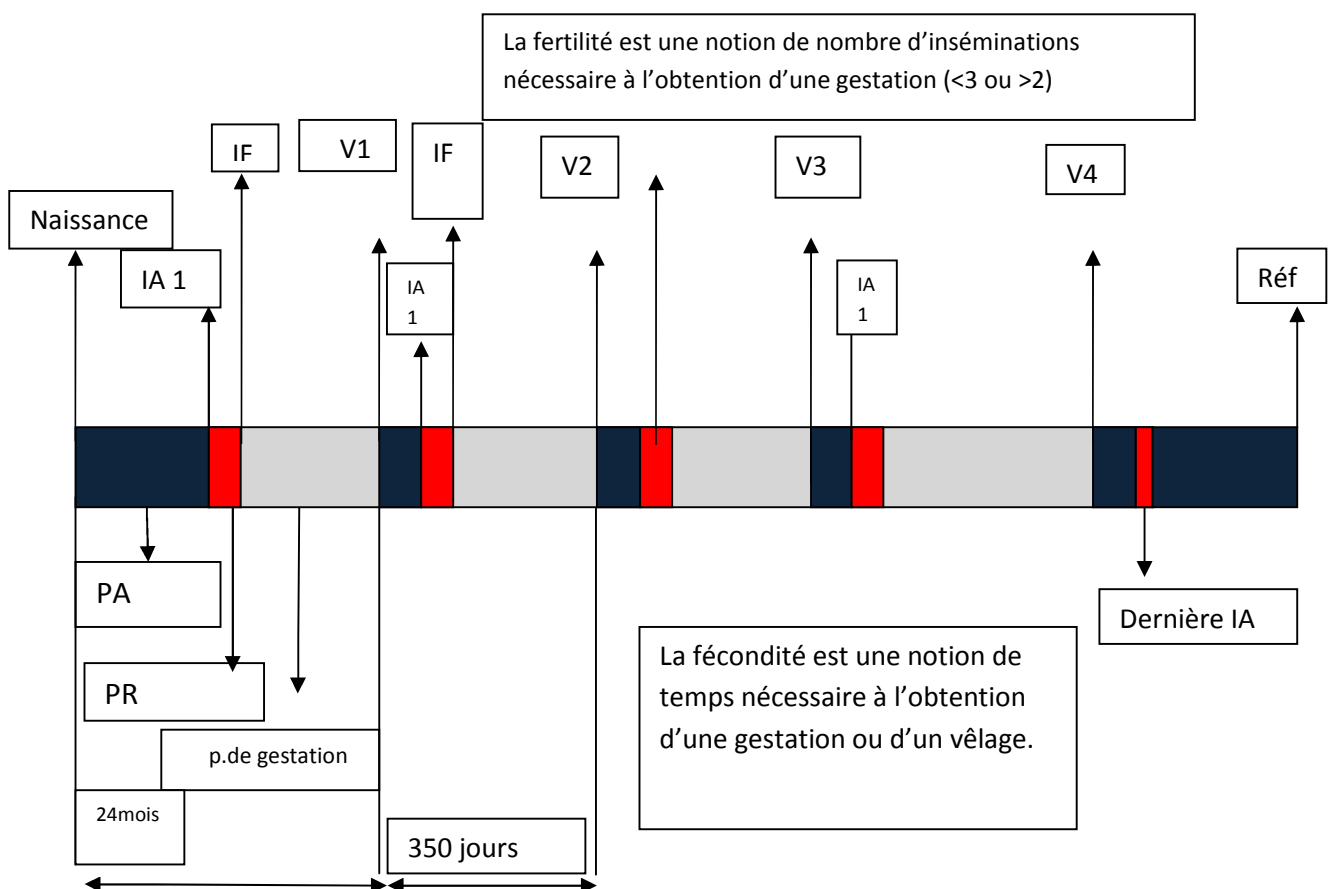 La fertilité est une notion de nombre d’inséminations
nécessaire à l’obtention d’une gestation (<3 ou >2)
IF
V1
IF
V2
V3
V4
Naissance
IA 1
IA
1
IA
1
Réf
PA
PR
p.de gestation
24mois
350 jours
La fécondité est une notion de
temps nécessaire à l’obtention
d’une gestation ou d’un vêlage.
Dernière IA